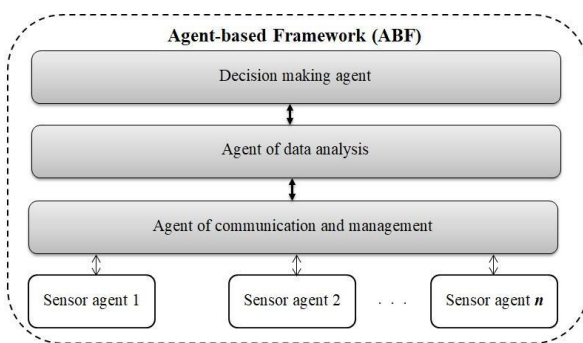 Agent-based Framework (ABF)
Decision making agent
Agent of data analysis
Agent of communication and management
Sensor agent 1
Sensor agent 2
. . .
Sensor agent n